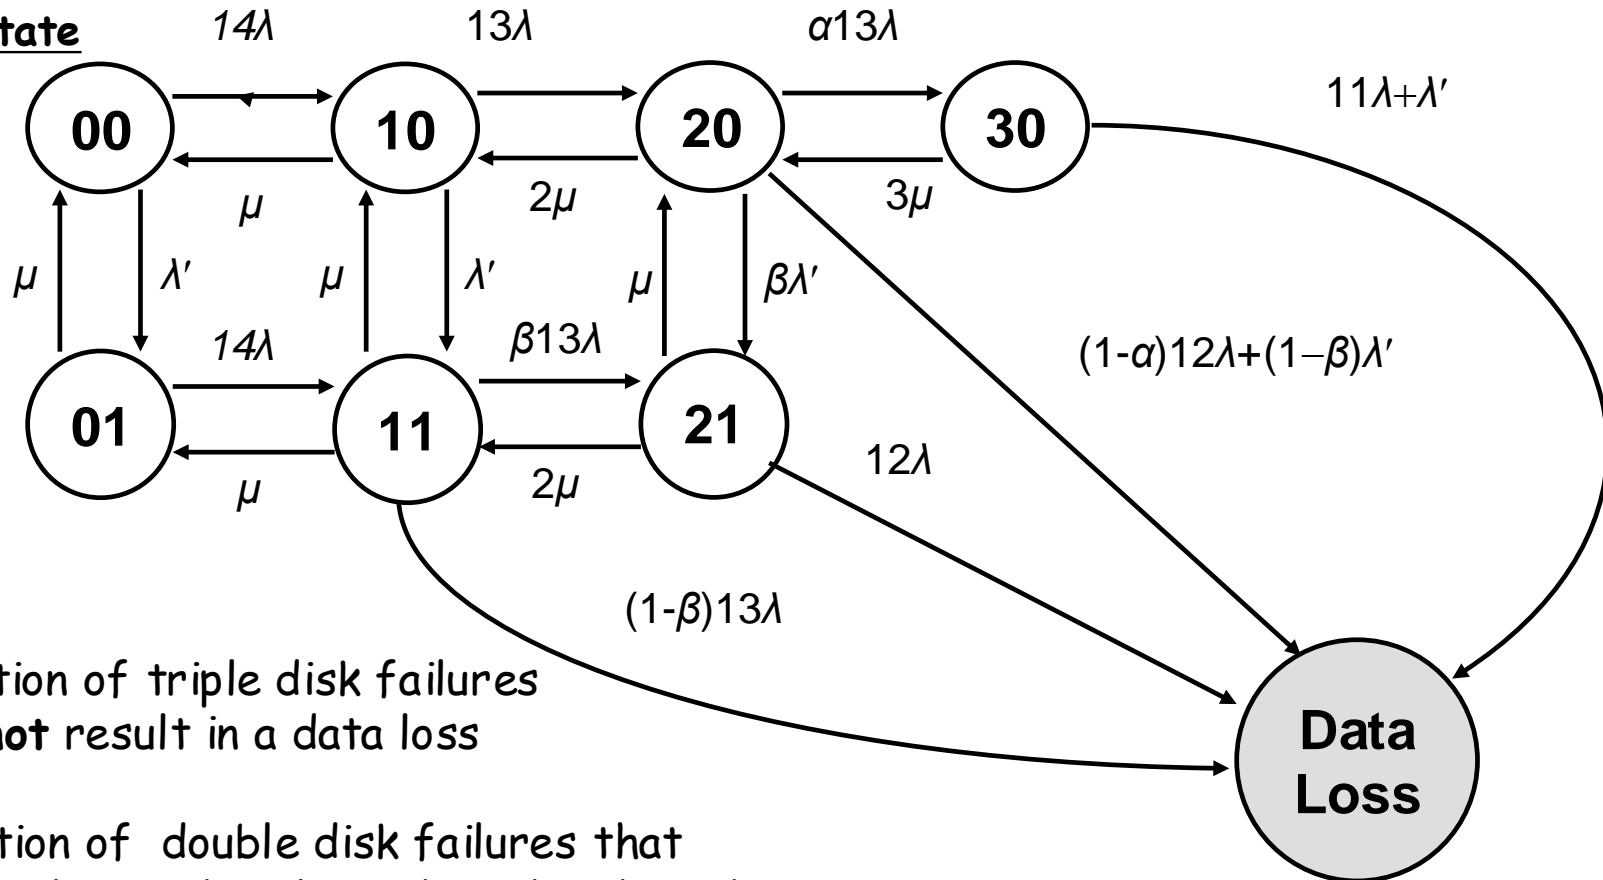 tate 14λ 13λ α13λ
11λ+λ′
00 10 20 30
μ 2μ 3μ
μ λ′ μ λ′ μ βλ′
14λ β13λ
(1-α)12λ+(1−β)λ′
01 11 21
12λ
μ 2μ
(1-β)13λ
tion of triple disk failures
not result in a data loss
Data
Loss
tion of double disk failures that